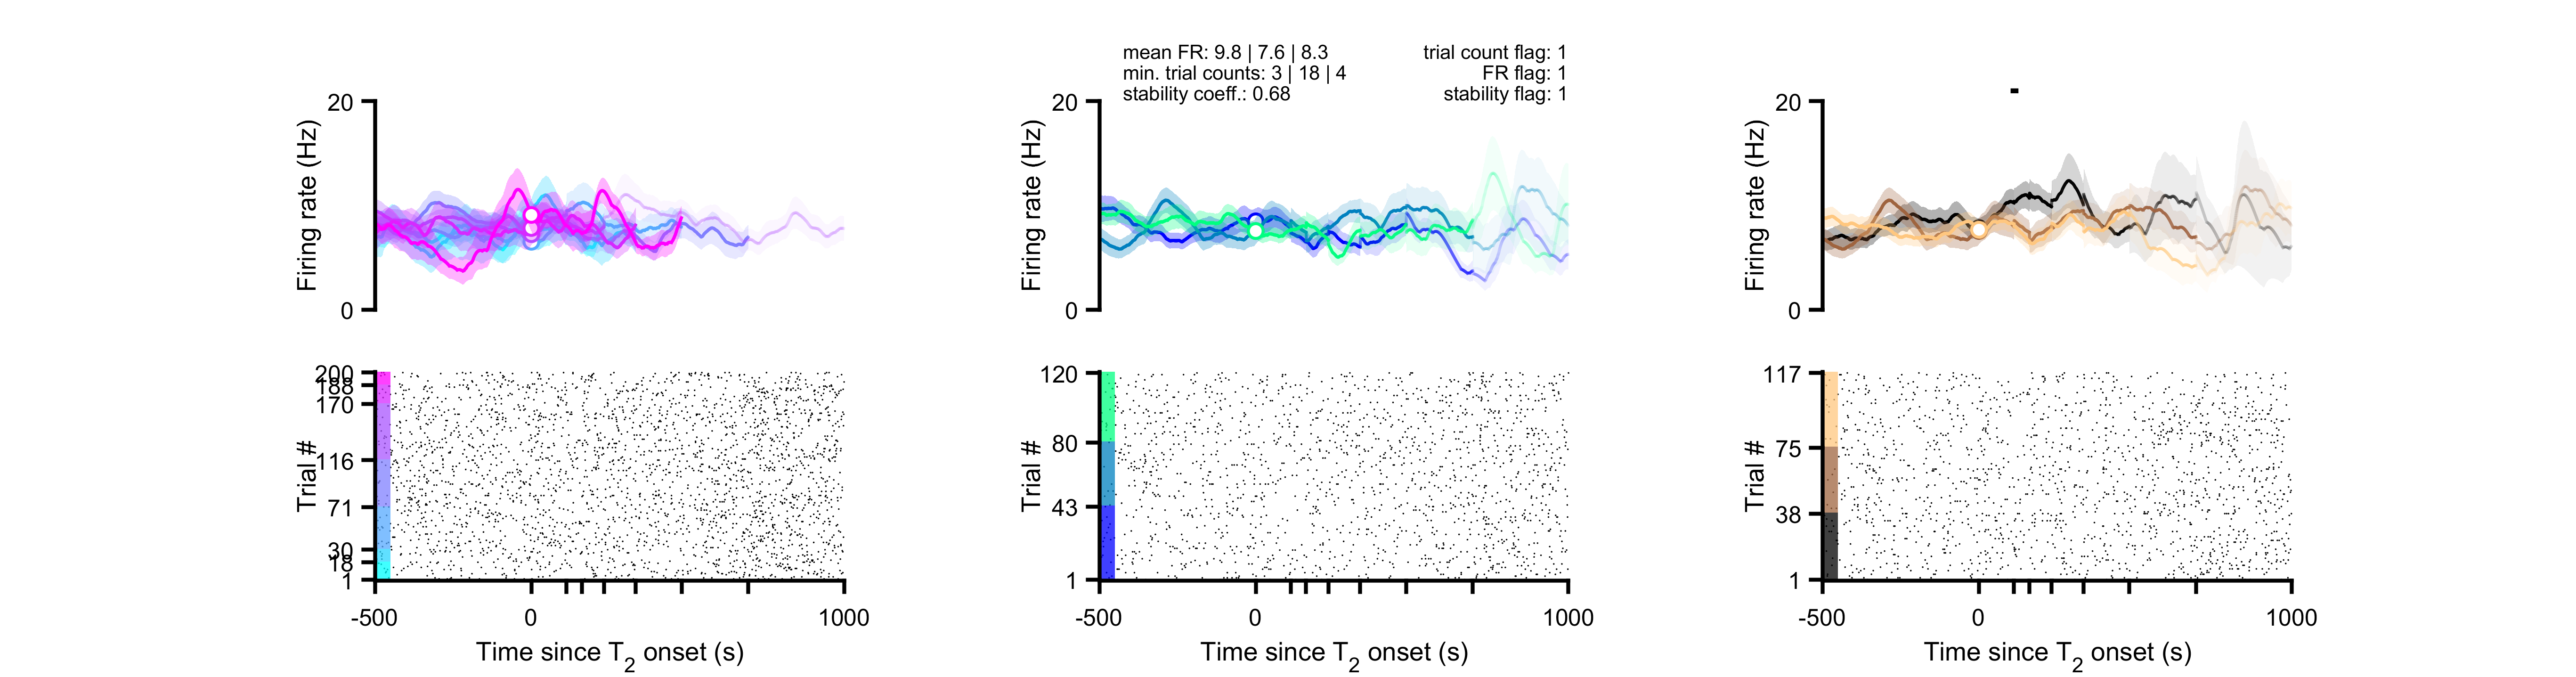 mean FR: 9.8 | 7.6 | 8.3
min. trial counts: 3 | 18 | 4
stability coeff.: 0.68
trial count flag: 1
FR flag: 1
stability flag: 1
20
Firing rate (Hz)
0
20
Firing rate (Hz)
0
20
Firing rate (Hz)
0
200
188
170
116
71
30
18
1
Trial #
-500
0
1000
Time since T2 onset (s)
120
80
43
1
Trial #
-500
0
1000
Time since T2 onset (s)
117
75
38
1
Trial #
-500
0
1000
Time since T2 onset (s)